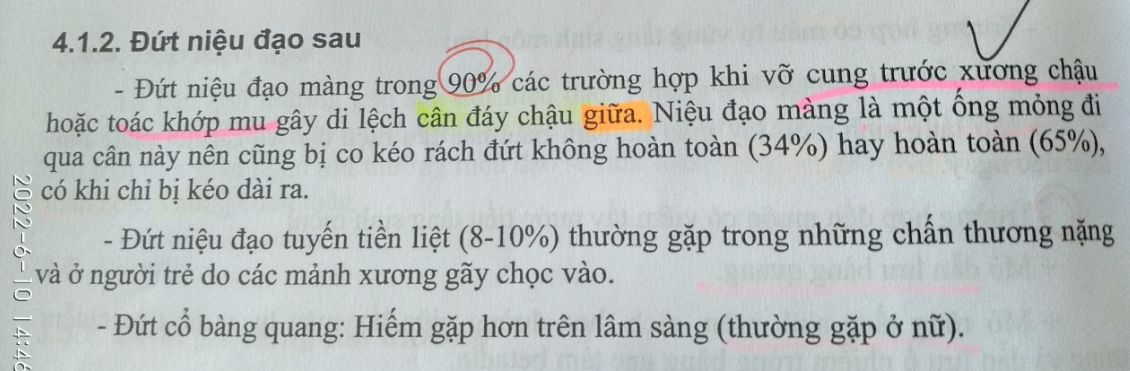 4.1.2. Đứt niệu đạo sau
- Đứt niệu đạo màng trong 90% các trường hợp khi vỡ cung trước xương chậu
hoặc toác khớp mu gây di lệch cân đáy chậu giữa. Niệu đạo màng là một ống mỏng đi
qua cân này nên cũng bị co kéo rách đứt không hoàn toàn (34%) hay hoàn toàn (65%),
có khi chỉ bị kéo dài ra.
- Đứt niệu đạo tuyến tiền liệt (8-10%) thường gặp trong những chấn thương nặng
và ở người trẻ do các mảnh xương gãy chọc vào.
- Đứt cổ bàng quang: Hiếm gặp hơn trên lâm sàng (thường gặp ở nữ).
2022-6-10 14:46